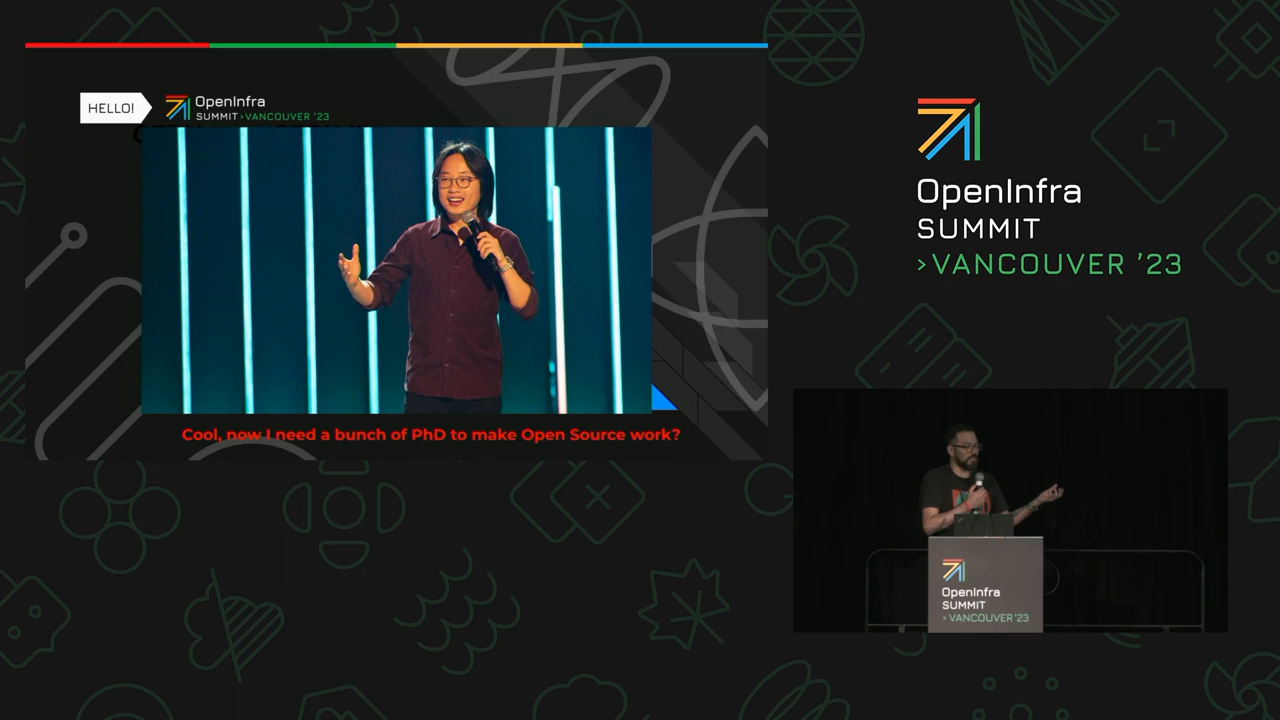 HELLO!
OpenInfra
SUMMIT›VANCOUVER '23
Cool, now I need a bunch of PhD to make Open Source work?
OpenInfra
SUMMIT
›VANCOUVER '23
OpenInfra
SUMMIT
›VANCOUVER '23